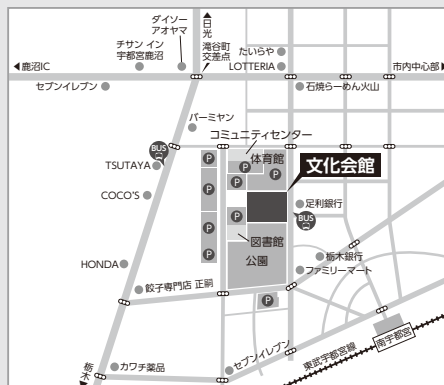 ダイソー
アオヤマ
▲日光
滝谷町
交差点
チサン イン
宇都宮鹿沼
たいらや
LOTTERIA
◀鹿沼IC
市内中心部▶
セブンイレブン
石焼らーめん火山
バーミヤン
コミュニティセンター
BUS
P
体育館
P
P
P
TSUTAYA
文化会館
P
P
COCO'S
P
足利銀行
BUS
P
図書館
P
公園
栃木銀行
HONDA
ファミリーマート
餃子専門店 正嗣
P
南宇都宮
カワチ薬品
セブンイレブン
東武宇都宮線
栃木▼